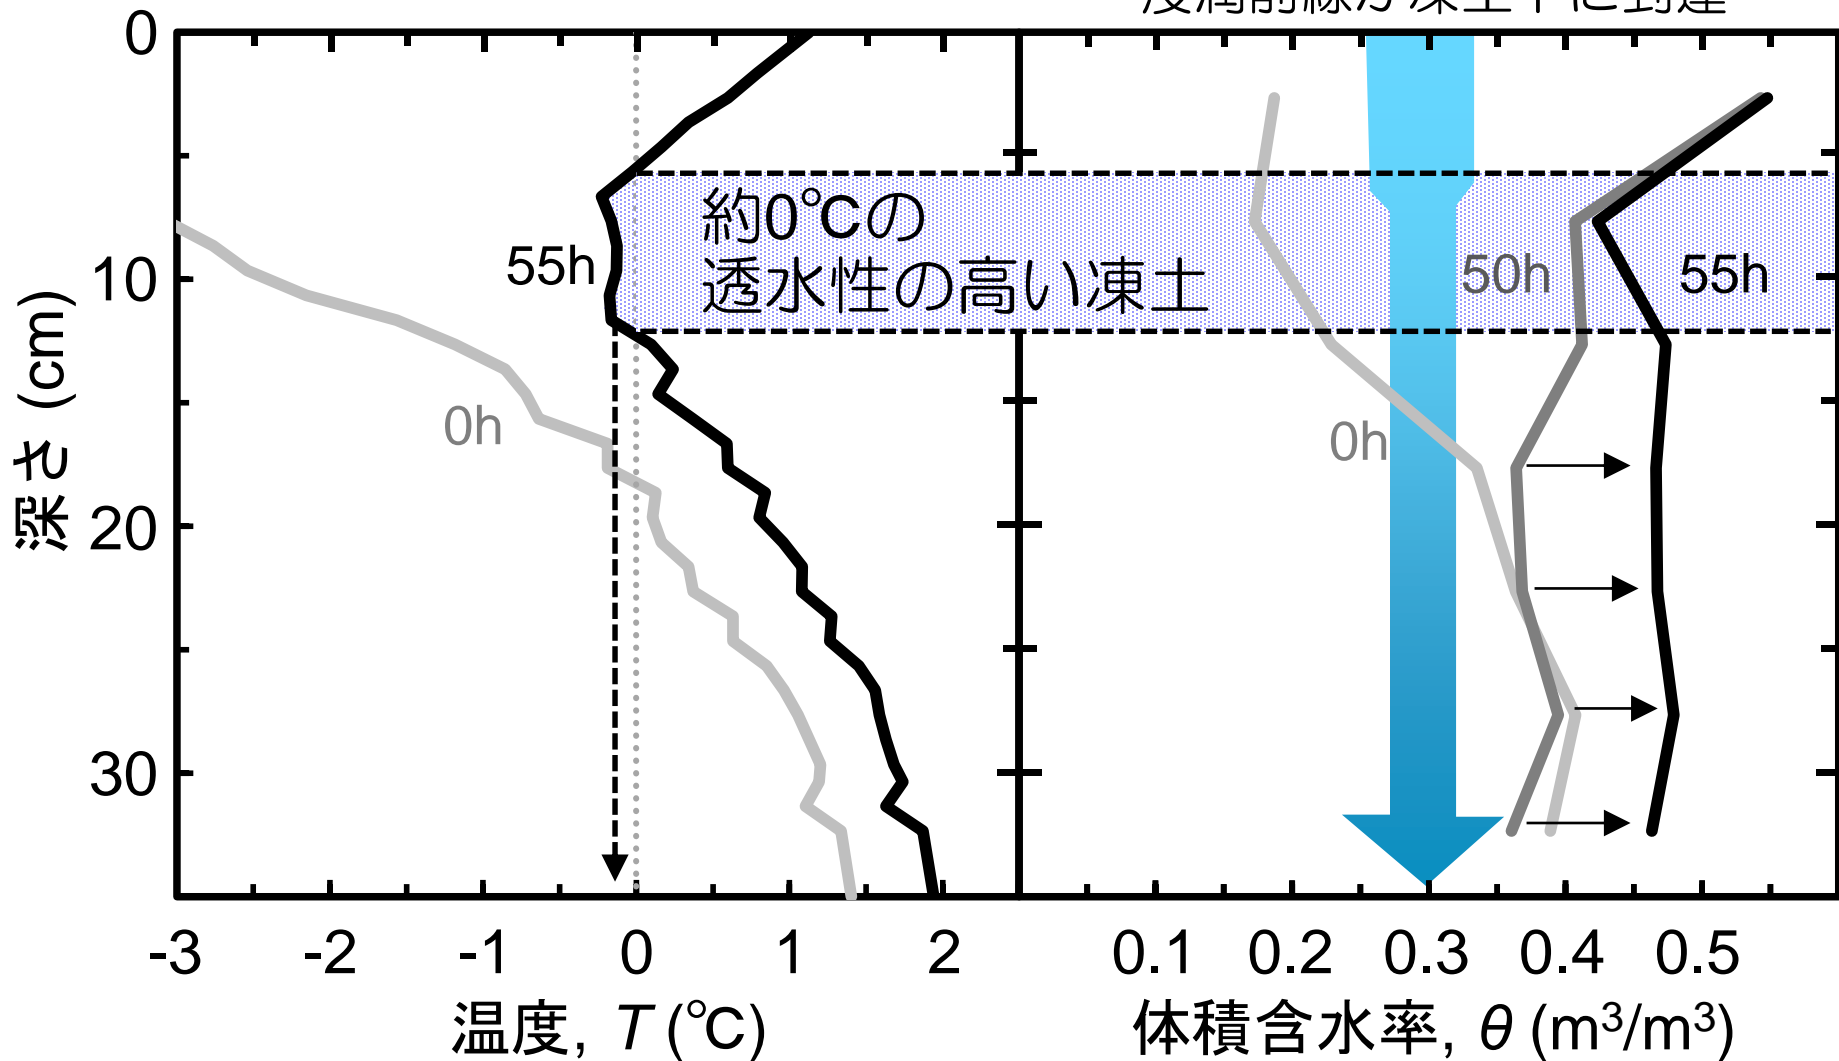 0
10
20
30
深さ (cm)
0h
55h
約0℃の
透水性の高い凍土
0h
50h
55h
-3 -2 -1 0 1 2
0.1 0.2 0.3 0.4 0.5
温度, T (℃)
体積含水率, θ (m³/m³)